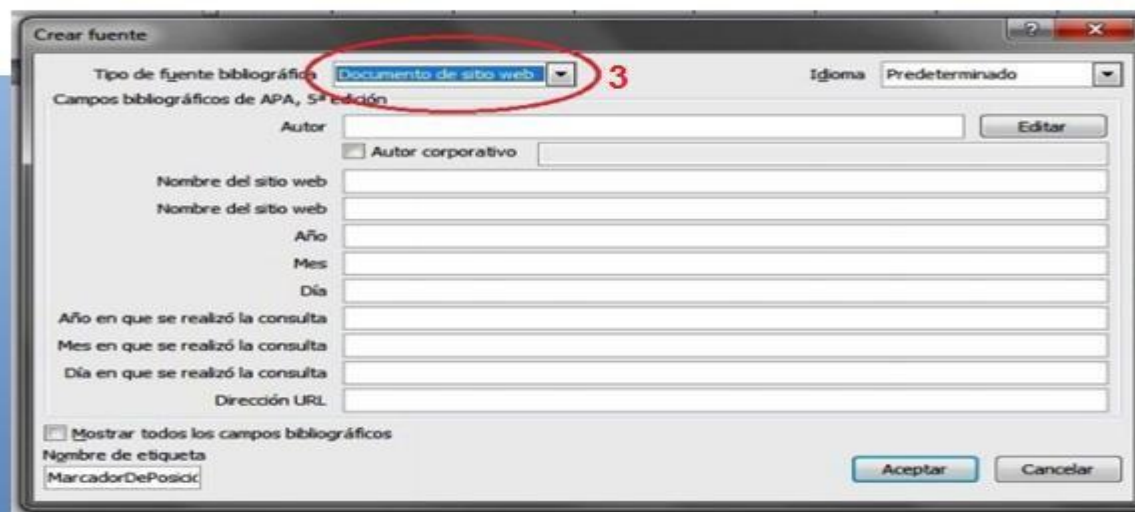 Crear fuente
Tipo de fuente bibliográfica Documento de sitio web 3 Idioma Predeterminado
Campos bibliográficos de APA, 5ª edición
Autor Editar
Autor corporativo
Nombre del sitio web
Nombre del sitio web
Año
Mes
Día
Año en que se realizó la consulta
Mes en que se realizó la consulta
Día en que se realizó la consulta
Dirección URL
Mostrar todos los campos bibliográficos
Nombre de etiqueta
MarcadorDePosic Aceptar Cancelar